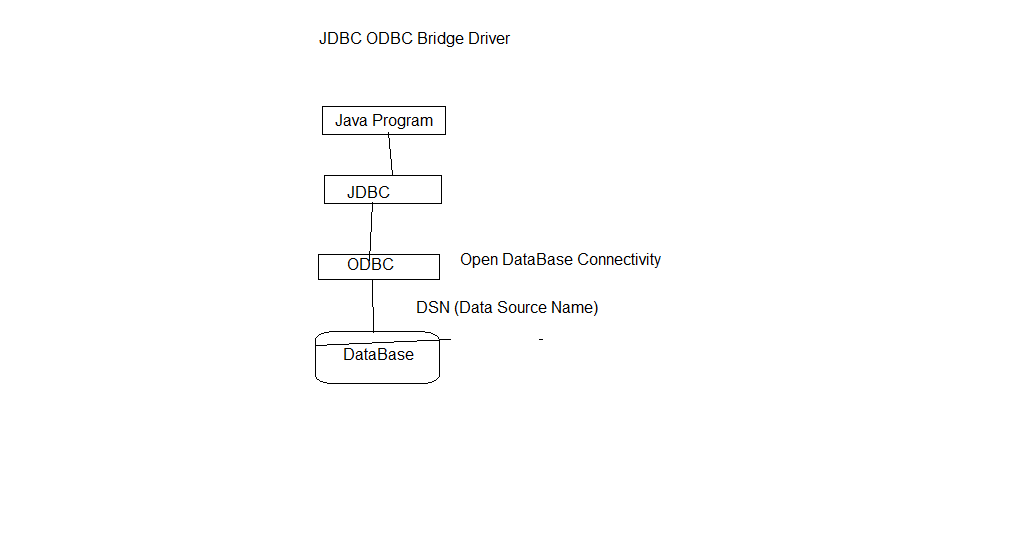 JDBC ODBC Bridge Driver
Java Program
JDBC
ODBC
Open DataBase Connectivity
DSN (Data Source Name)
DataBase